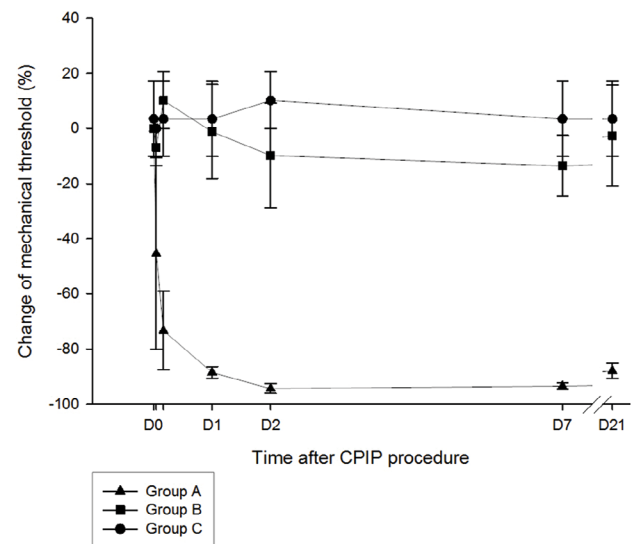 40
20
0
-20
-40
-60
-80
-100
Change of mechanical threshold (%)
D0 D1 D2 D7 D21
Time after CPIP procedure
Group A
Group B
Group C